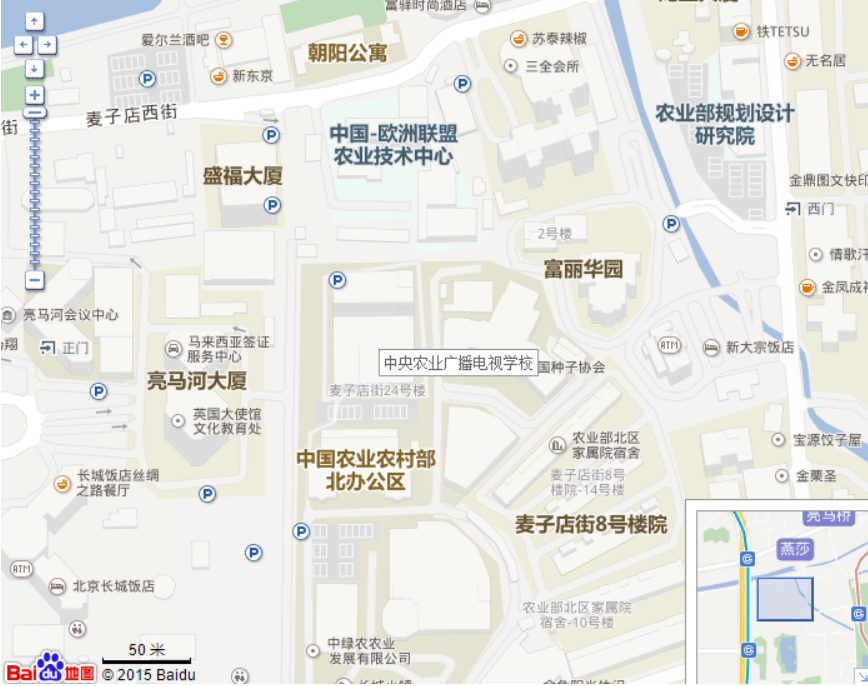 富驿时尚酒店
爱尔兰酒吧
朝阳公寓
苏泰辣椒
铁TETSU
三全会所
无名居
新东京
P
P
麦子店西街
街
P
中国-欧洲联盟
农业技术中心
农业部规划设计
研究院
盛福大厦
金鼎图文快印
P
西门
P
2号楼
情歌汗
富丽华园
P
金凤成祥
亮马河会议中心
翔
正门
马来西亚签证
服务中心
ATM
新大宗饭店
中央农业广播电视学校
国种子协会
亮马河大厦
麦子店街24号楼
P
英国大使馆
文化教育处
农业部北区
家属院宿舍
宝源饺子屋
中国农业农村部
北办公区
麦子店街8号
楼院-14号楼
金栗圣
长城饭店丝绸
之路餐厅
P
麦子店街8号楼院
亮马桥
P
P
燕莎
ATM
北京长城饭店
农业部北区家属院
宿舍-10号楼
中绿农农业
发展有限公司
50 米
Bai du 地图
© 2015 Baidu